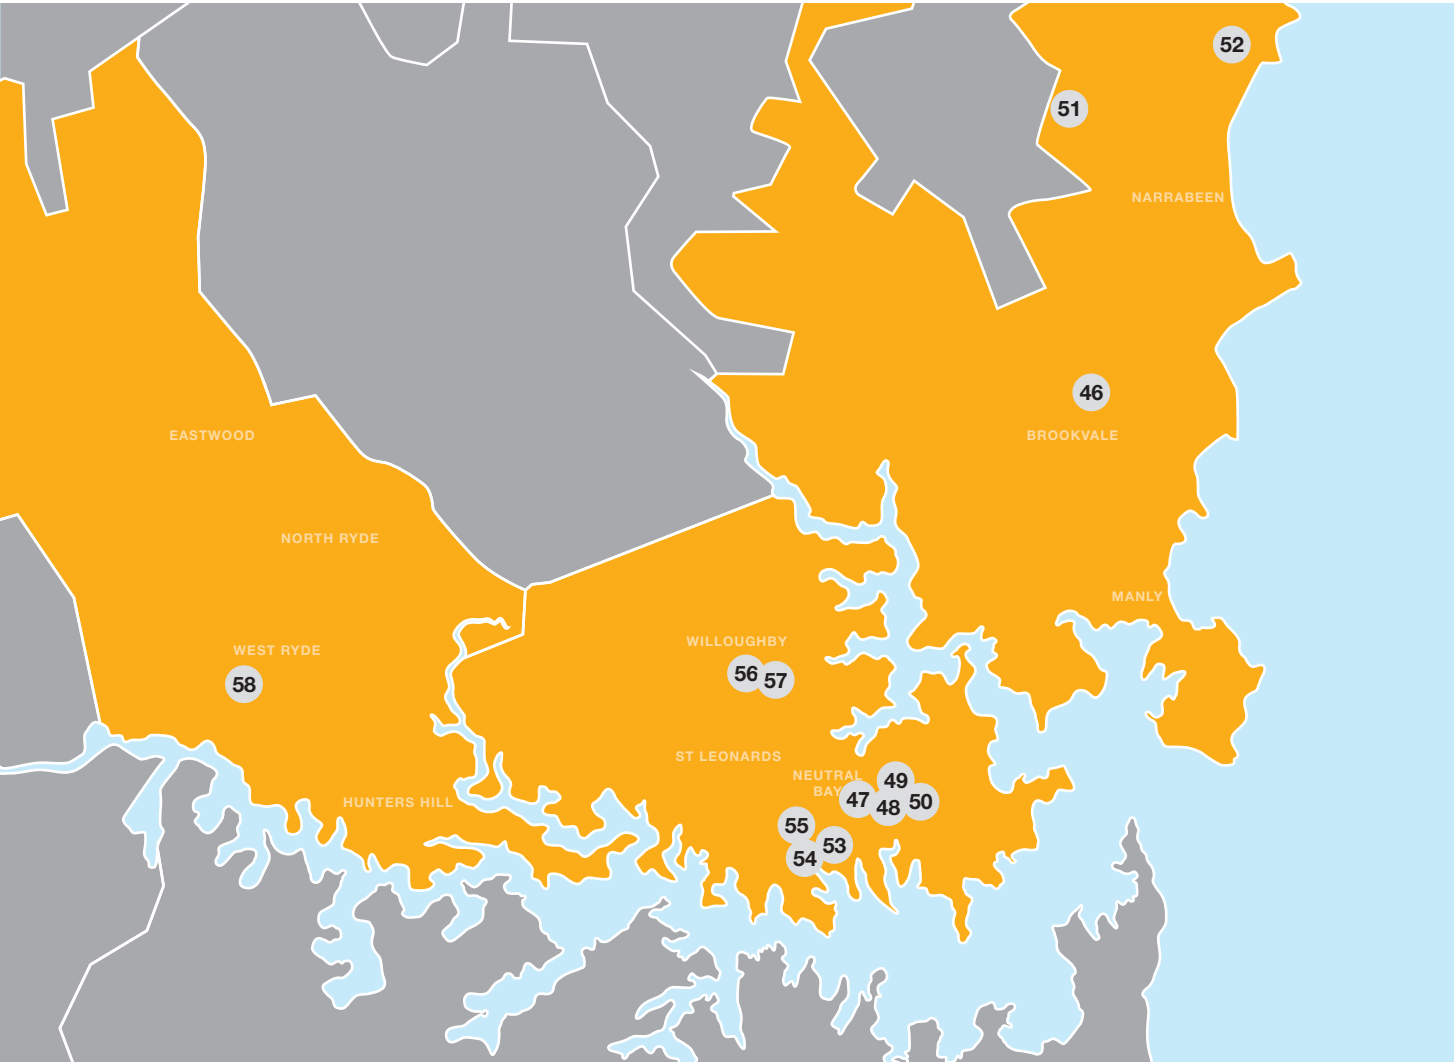 52
51
NARRABEEN
46
EASTWOOD
BROOKVALE
NORTH RYDE
MANLY
WILLOUGHBY
WEST RYDE
56
57
58
ST LEONARDS
NEUTRAL
BAY
49
47
48
50
HUNTERS HILL
55
53
54